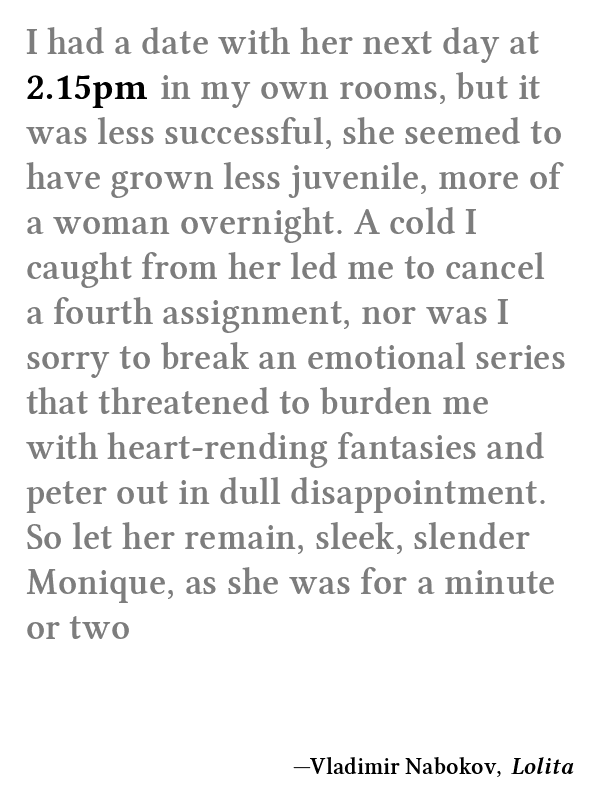 I had a date with her next day at
2.15pm in my own rooms, but it
was less successful, she seemed to
have grown less juvenile, more of
a woman overnight. A cold I
caught from her led me to cancel
a fourth assignment, nor was I
sorry to break an emotional series
that threatened to burden me
with heart-rending fantasies and
peter out in dull disappointment.
So let her remain, sleek, slender
Monique, as she was for a minute
or two
—Vladimir Nabokov, Lolita